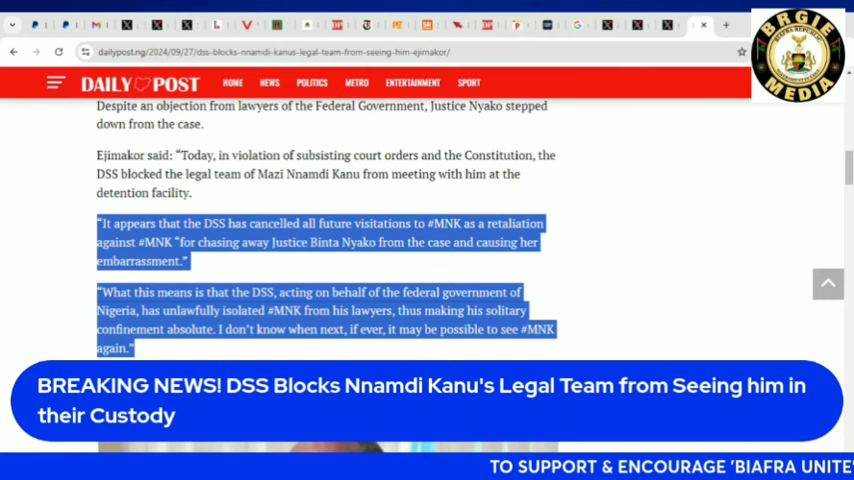 dailypost.ng/2024/09/27/dss-blocks-nnamdi-kanus-legal-team-from-seeing-him-ejimakor/
BRGIE
BIAFRA REPUBLIC
MEDIA
DAILY POST
HOME
NEWS
POLITICS
METRO
ENTERTAINMENT
SPORT
Despite an objection from lawyers of the Federal Government, Justice Nyako stepped
down from the case.
Ejimakor said: “Today, in violation of subsisting court orders and the Constitution, the
DSS blocked the legal team of Mazi Nnamdi Kanu from meeting with him at the
detention facility.
“It appears that the DSS has cancelled all future visitations to #MNK as a retaliation
against #MNK “for chasing away Justice Binta Nyako from the case and causing her
embarrassment.”
“What this means is that the DSS, acting on behalf of the federal government of
Nigeria, has unlawfully isolated #MNK from his lawyers, thus making his solitary
confinement absolute. I don’t know when next, if ever, it may be possible to see #MNK
again.”
BREAKING NEWS! DSS Blocks Nnamdi Kanu's Legal Team from Seeing him in
their Custody
TO SUPPORT & ENCOURAGE 'BIAFRA UNITE